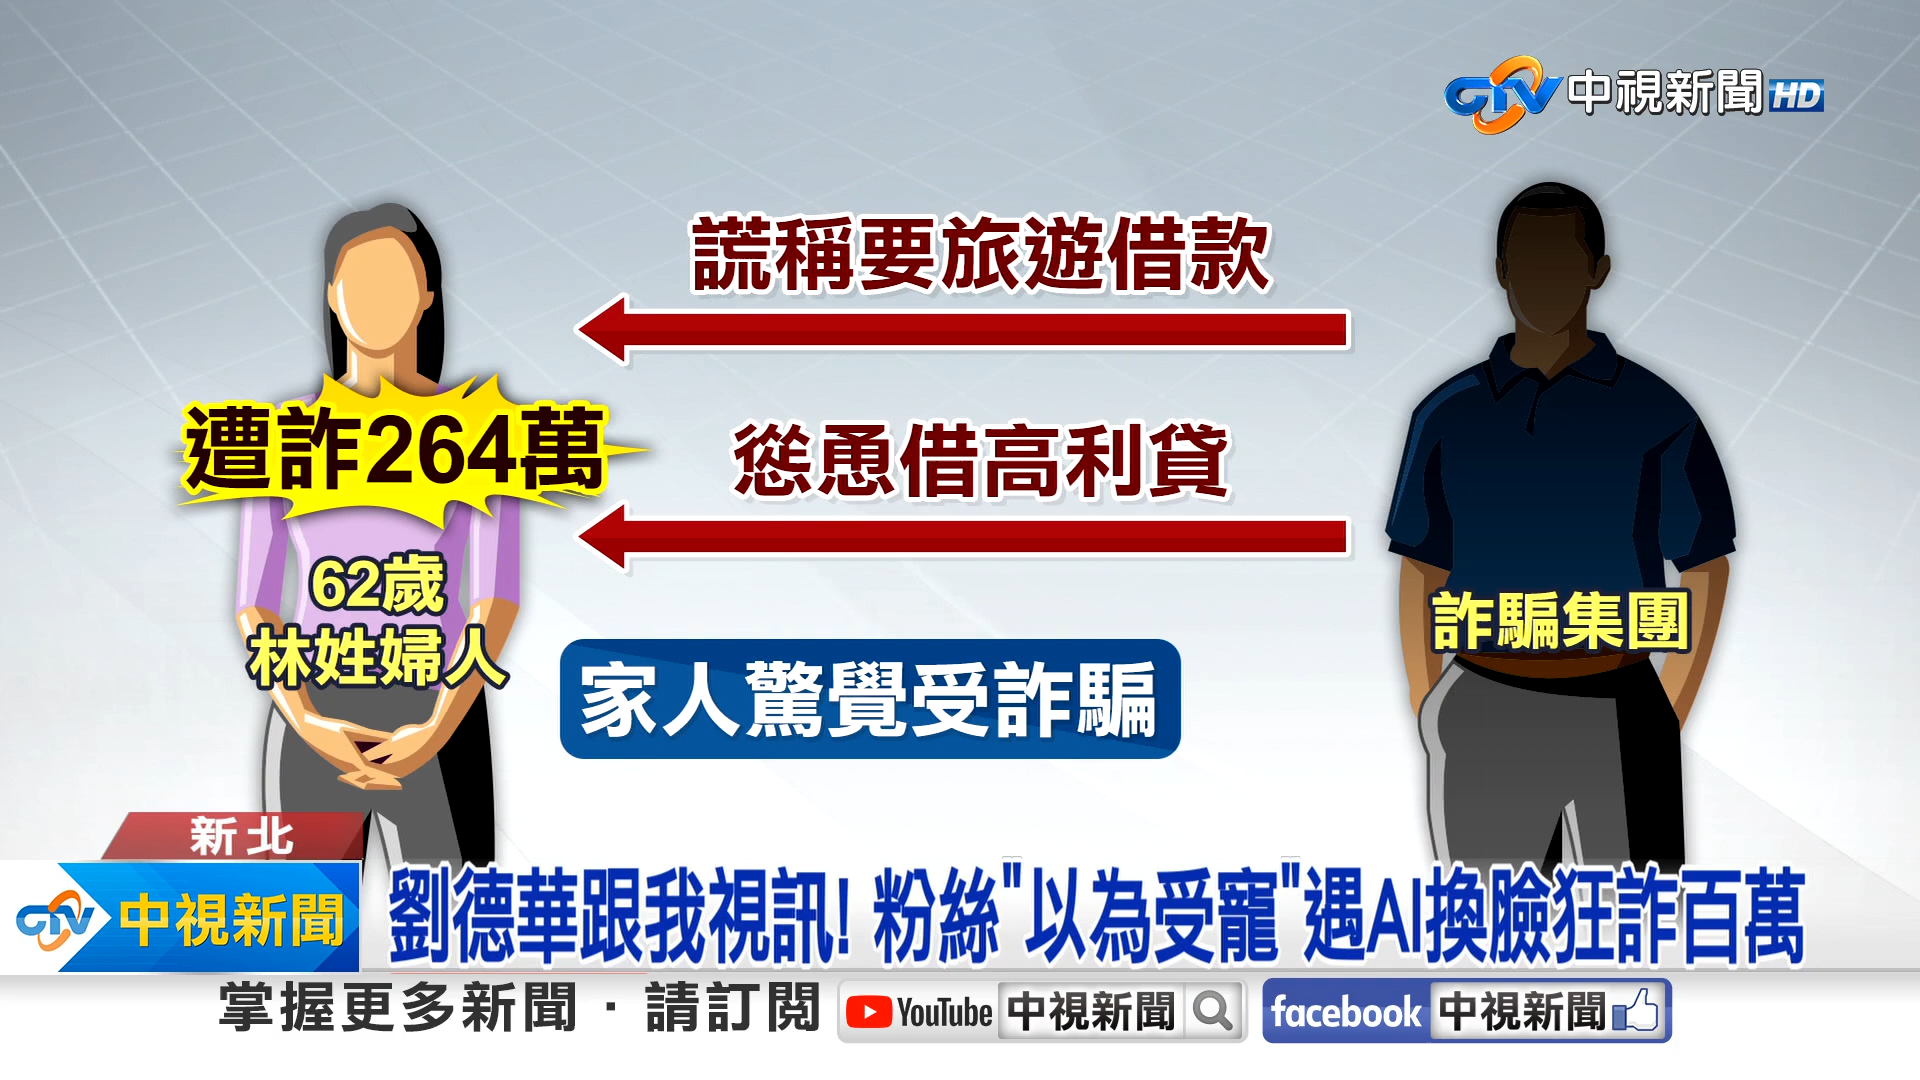 CTV 中視新聞 HD
謊稱要旅遊借款
遭詐264萬
慫恿借高利貸
62歲
林姓婦人
詐騙集團
家人驚覺受詐騙
新北
CTV 中視新聞
劉德華跟我視訊! 粉絲"以為受寵"遇AI換臉狂詐百萬
掌握更多新聞‧請訂閱 YouTube 中視新聞 facebook 中視新聞